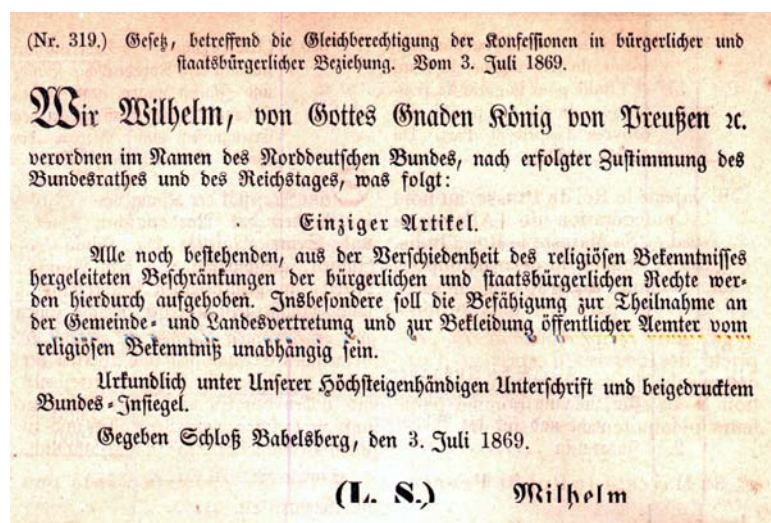 (Nr. 319.) Gesetz, betreffend die Gleichberechtigung der Konfessionen in bürgerlicher und
staatsbürgerlicher Beziehung. Vom 3. Juli 1869.
Wir Wilhelm, von Gottes Gnaden König von Preußen ꝛc.
verordnen im Namen des Norddeutschen Bundes, nach erfolgter Zustimmung des
Bundesrathes und des Reichstages, was folgt:
Einziger Artikel.
Alle noch bestehenden, aus der Verschiedenheit des religiösen Bekenntnisses
hergeleiteten Beschränkungen der bürgerlichen und staatsbürgerlichen Rechte wer-
den hierdurch aufgehoben. Insbesondere soll die Befähigung zur Theilnahme an
der Gemeinde- und Landesvertretung und zur Bekleidung öffentlicher Aemter vom
religiösen Bekenntniß unabhängig sein.
Urkundlich unter Unserer Höchsteigenhändigen Unterschrift und beigedrucktem
Bundes-Insiegel.
Gegeben Schloß Babelsberg, den 3. Juli 1869.
(L. S.) Wilhelm